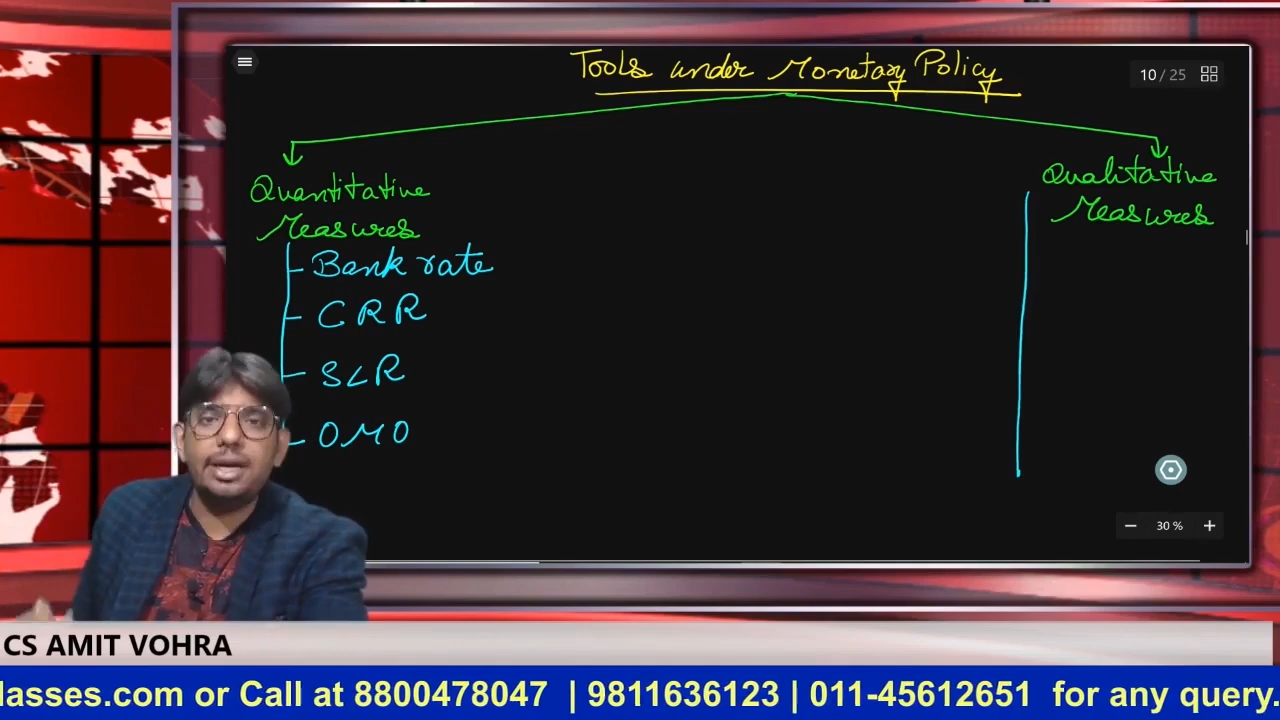 Tools under Monetary Policy
10 / 25
Quantitative
Measures
Bank rate
CRR
SLR
OMO
Qualitative
Measures
30 %
CS AMIT VOHRA
lasses.com or Call at 8800478047 | 9811636123 | 011-45612651 for any query.